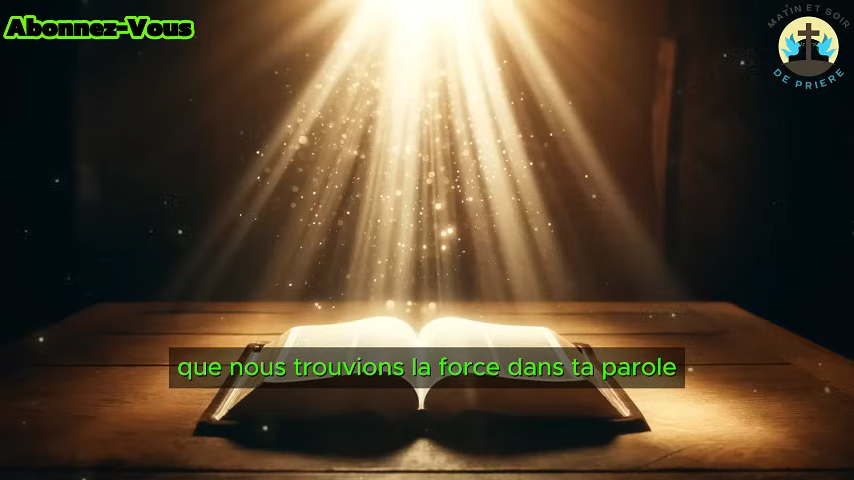 Abonnez-Vous
MATIN ET SOIR
DE PRIERE
que nous trouvions la force dans ta parole